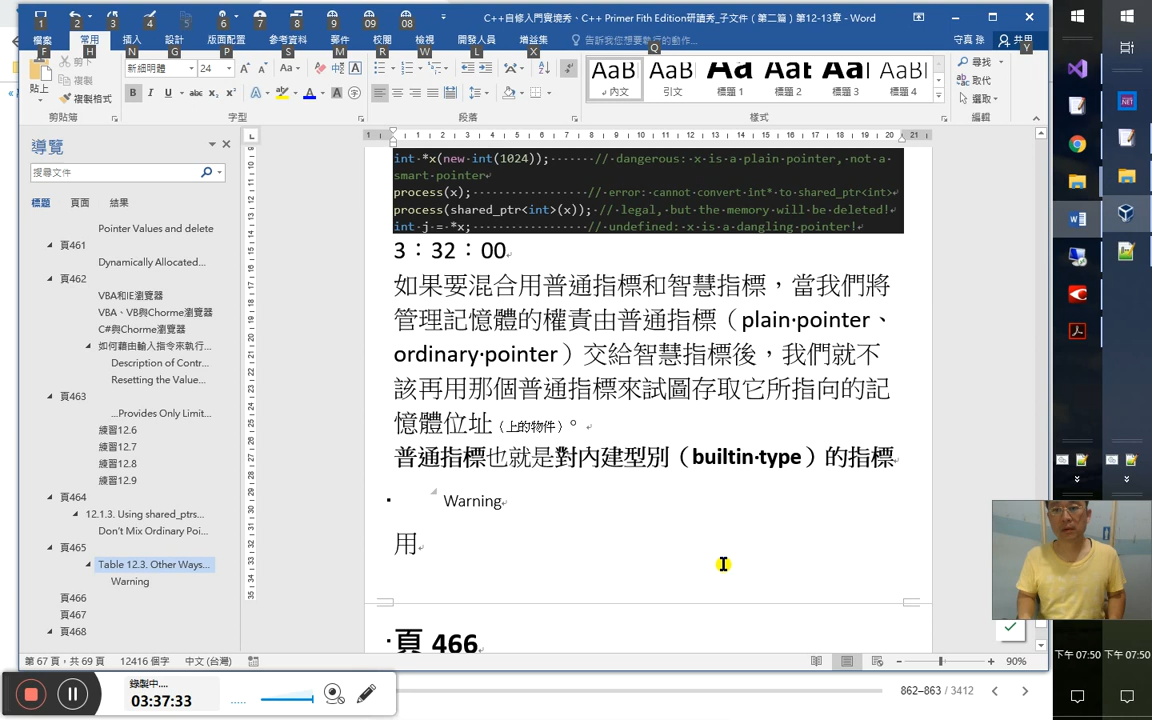 C++自修入門實境秀、C++ Primer Fith Edition研讀秀_子文件（第二篇）第12-13章 - Word
檔案
常用
插入
設計
版面配置
參考資料
郵件
校閱
檢視
開發人員
增益集
告訴我您想要執行的動作...
守真 孫
共用
貼上
剪下
複製
複製格式
新細明體
24
AaB 內文
AaB 引文
Aa 標題 1
Aat 標題 2
Aal 標題 3
AaBl 標題 4
尋找
取代
選取
剪貼簿
字型
段落
樣式
編輯
導覽
搜尋文件
標題 頁面 結果
Pointer Values and delete
頁461
Dynamically Allocated...
頁462
VBA和IE瀏覽器
VBA、VB與Chorme瀏覽器
C#與Chorme瀏覽器
如何藉由輸入指令來執行...
Description of Contr...
Resetting the Value...
頁463
...Provides Only Limit...
練習12.6
練習12.7
練習12.8
練習12.9
頁464
12.1.3. Using shared_ptrs...
Don't Mix Ordinary Poi...
頁465
Table 12.3. Other Ways...
Warning
頁466
頁467
頁468
int *x(new int(1024)); // dangerous: x is a plain pointer, not a
smart pointer
process(x); // error: cannot convert int* to shared_ptr<int>
process(shared_ptr<int>(x)); // legal, but the memory will be deleted!
int j = *x; // undefined: x is a dangling pointer!
3：32：00
如果要混合用普通指標和智慧指標，當我們將
管理記憶體的權責由普通指標（plain pointer、
ordinary pointer）交給智慧指標後，我們就不
該再用那個普通指標來試圖存取它所指向的記
憶體位址（上的物件）。
普通指標也就是對內建型別（builtin type）的指標
Warning
用
頁 466
第 67 頁，共 69 頁 12416 個字 中文 (台灣)
90%
錄製中....
03:37:33
862–863 / 3412
下午 07:50
下午 07:50